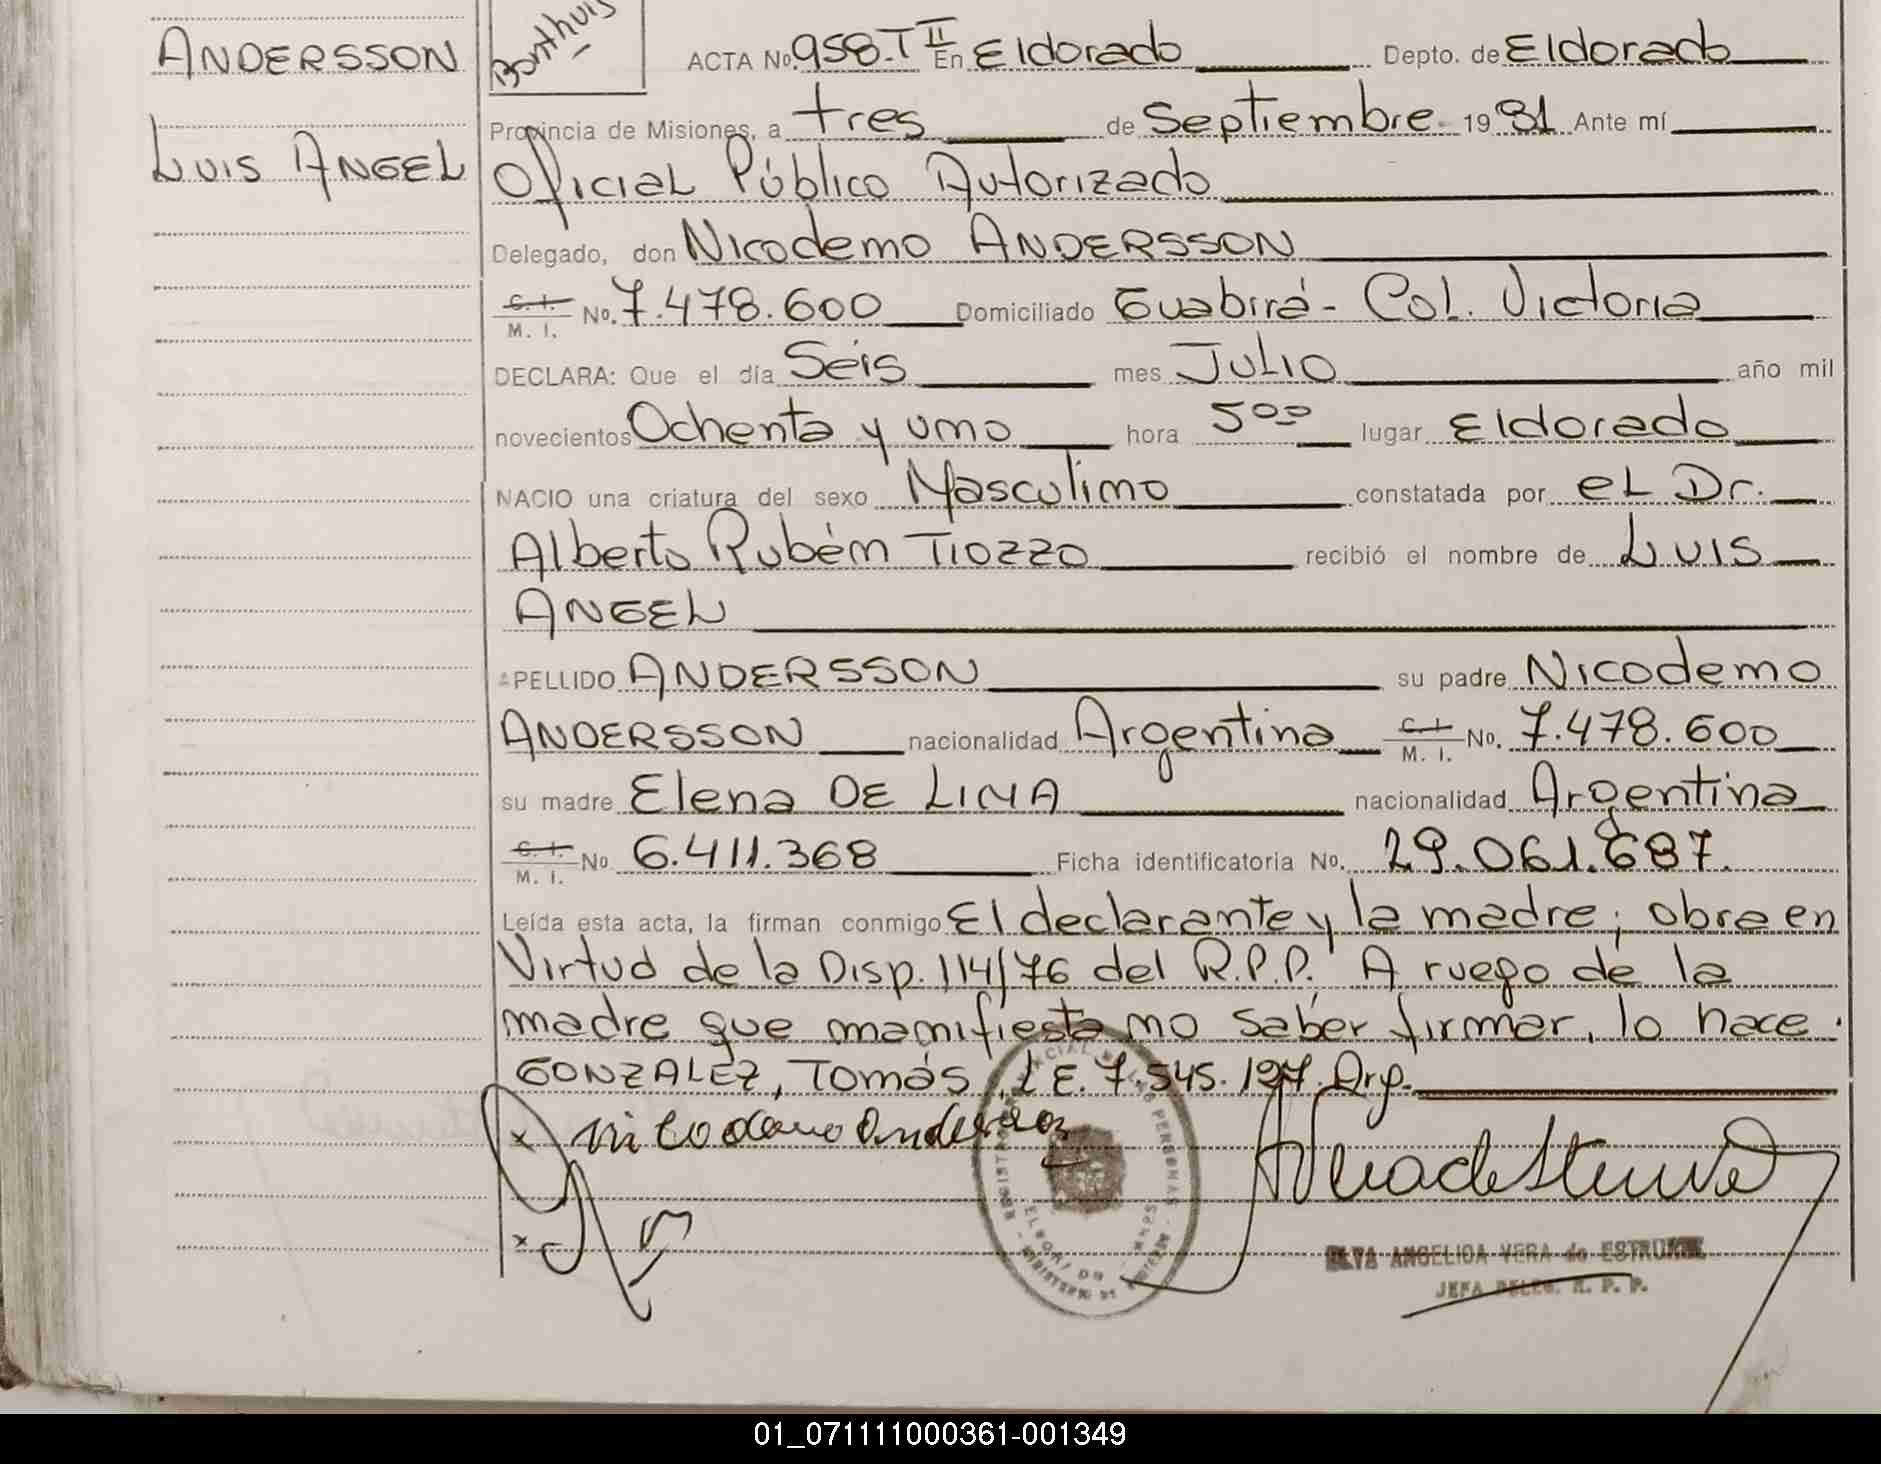 ANDERSSON
LUIS ANGEL
Bonthuis
ACTA No. 958-T II En Eldorado Depto. de Eldorado
Provincia de Misiones, a tres de Septiembre 19 81 Ante mí
Oficial Público Autorizado
Delegado, don Nicodemo ANDERSSON
C. I. M. I. No. 7.478.600 Domiciliado Guabirá - Col. Victoria
DECLARA: Que el día Séis mes JULIO año mil
novecientos Ochenta y uno hora 5 00 lugar Eldorado
NACIO una criatura del sexo Masculino constatada por el Dr.
Alberto Rubén TIOZZO recibió el nombre de LUIS
ANGEL
APELLIDO ANDERSSON su padre Nicodemo
ANDERSSON nacionalidad Argentina C. I. M. I. No. 7.478.600
su madre Elena DE LIMA nacionalidad Argentina
C. I. M. I. No 6.411.368 Ficha identificatoria No. 29.061.687.
Leída esta acta, la firman conmigo El declarante y la madre; obra en
Virtud de la Disp. 114/76 del R.P.P. A ruego de la
madre que manifiesta no saber firmar, lo hace.
GONZALEZ, Tomás, L.E. 7.545.127. Arg.
x nicodemo Andersson
x
ELVA ANGELICA VERA de ESTRUKEL
JEFA DELEG. R. P. P.
01_071111000361-001349